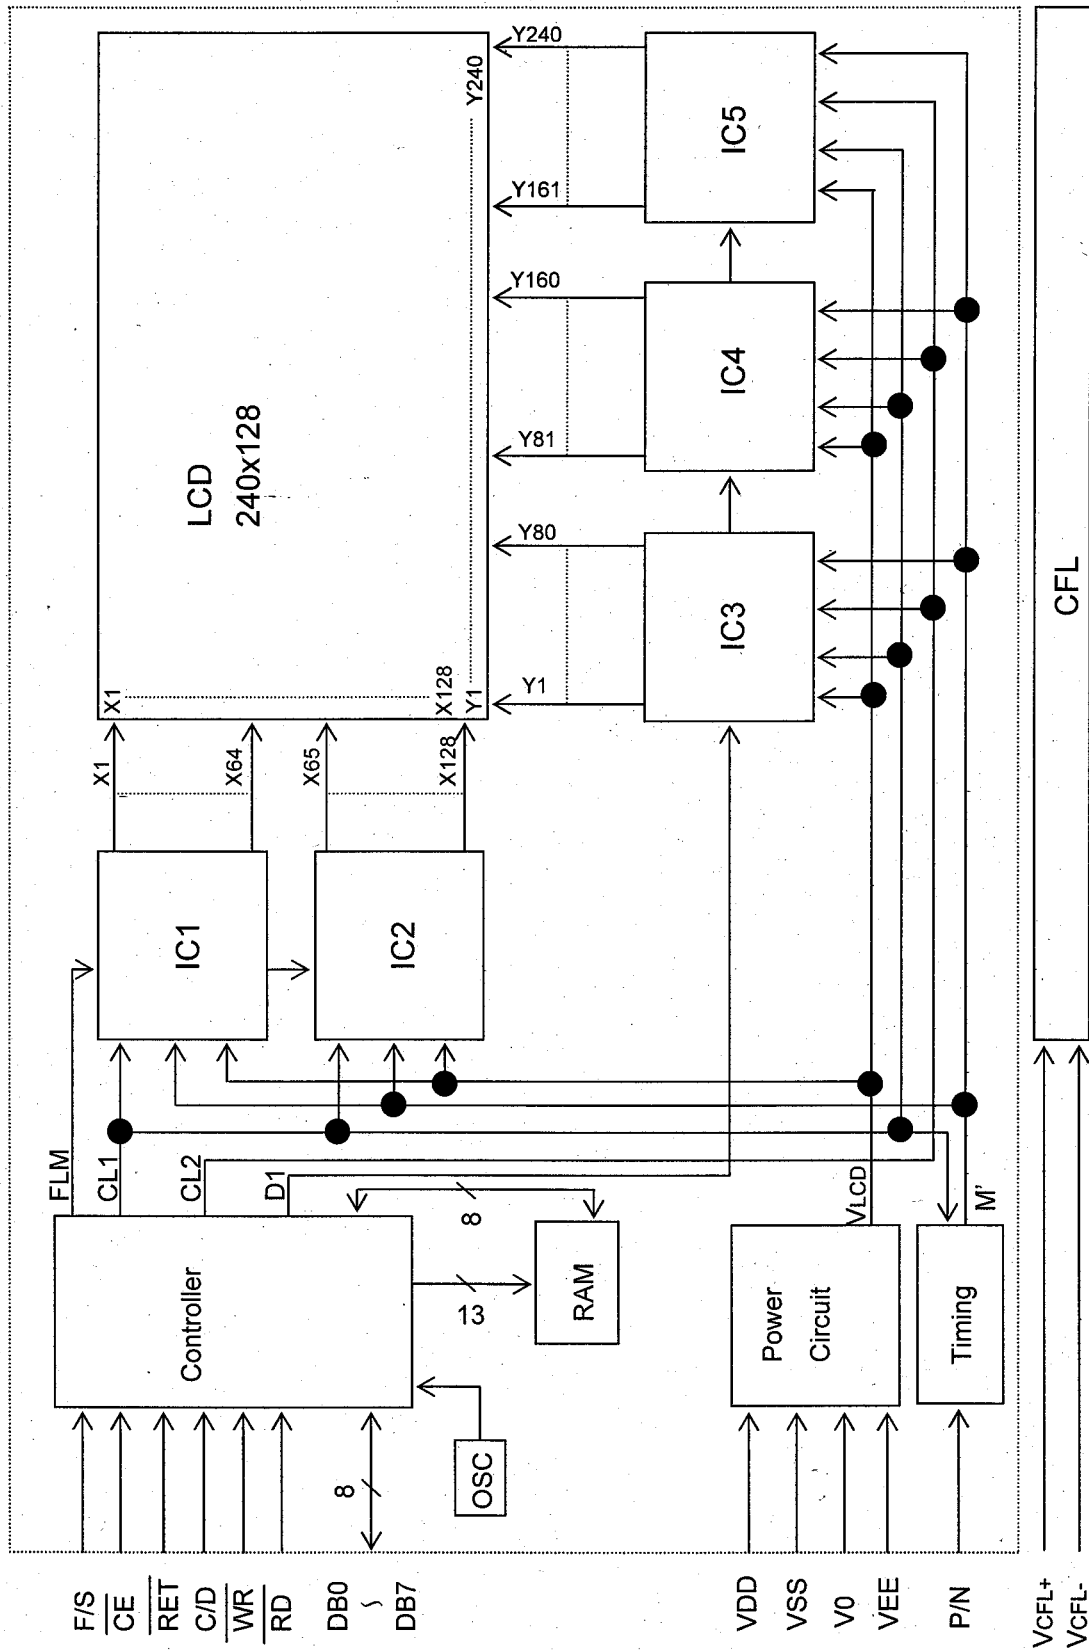 F/S
CE
RET
C/D
WR
RD
DB0
~
DB7
VDD
VSS
V0
VEE
P/N
VCFL+
VCFL-
8
OSC
Controller
13
RAM
8
Power
Circuit
Timing
FLM
CL1
CL2
D1
VLCD
M'
IC1
IC2
X1
X64
X65
X128
X1
X128
Y1
Y240
LCD
240x128
Y1
Y80
Y81
Y160
Y161
Y240
IC3
IC4
IC5
CFL